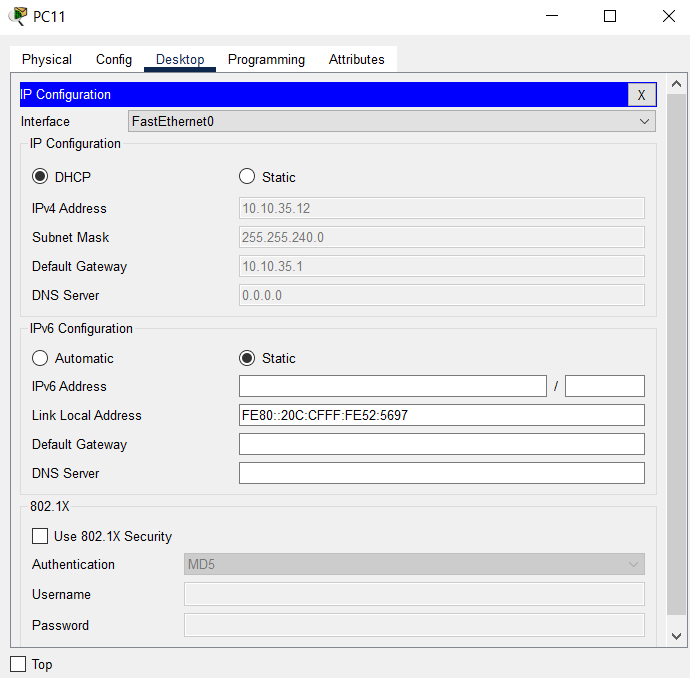 PC11
Physical Config Desktop Programming Attributes
IP Configuration X
Interface FastEthernet0
IP Configuration
DHCP Static
IPv4 Address 10.10.35.12
Subnet Mask 255.255.240.0
Default Gateway 10.10.35.1
DNS Server 0.0.0.0
IPv6 Configuration
Automatic Static
IPv6 Address /
Link Local Address FE80::20C:CFFF:FE52:5697
Default Gateway
DNS Server
802.1X
Use 802.1X Security
Authentication MD5
Username
Password
Top